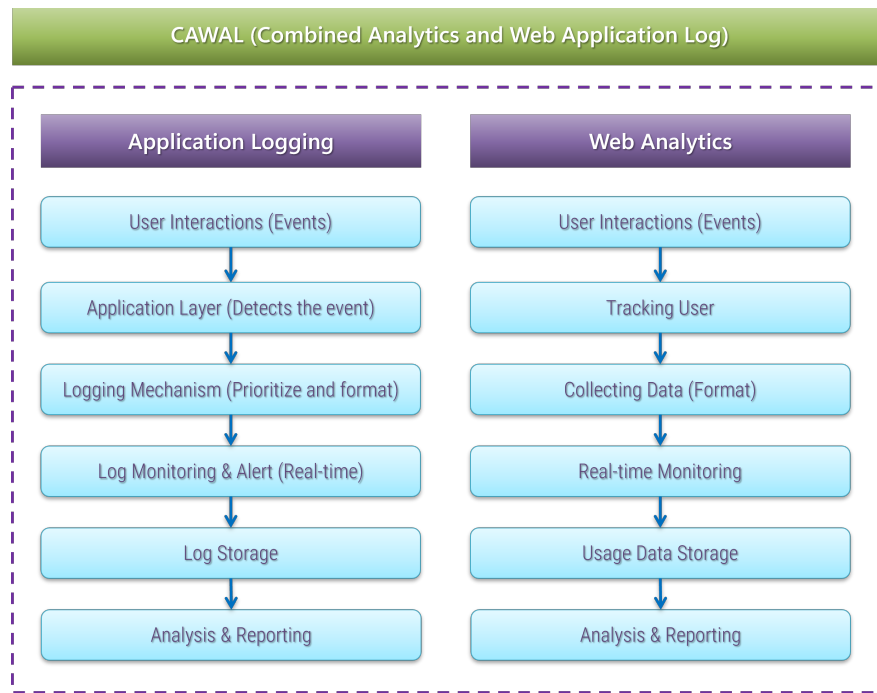 CAWAL (Combined Analytics and Web Application Log)
Application Logging
User Interactions (Events)
Application Layer (Detects the event)
Logging Mechanism (Prioritize and format)
Log Monitoring & Alert (Real-time)
Log Storage
Analysis & Reporting
Web Analytics
User Interactions (Events)
Tracking User
Collecting Data (Format)
Real-time Monitoring
Usage Data Storage
Analysis & Reporting